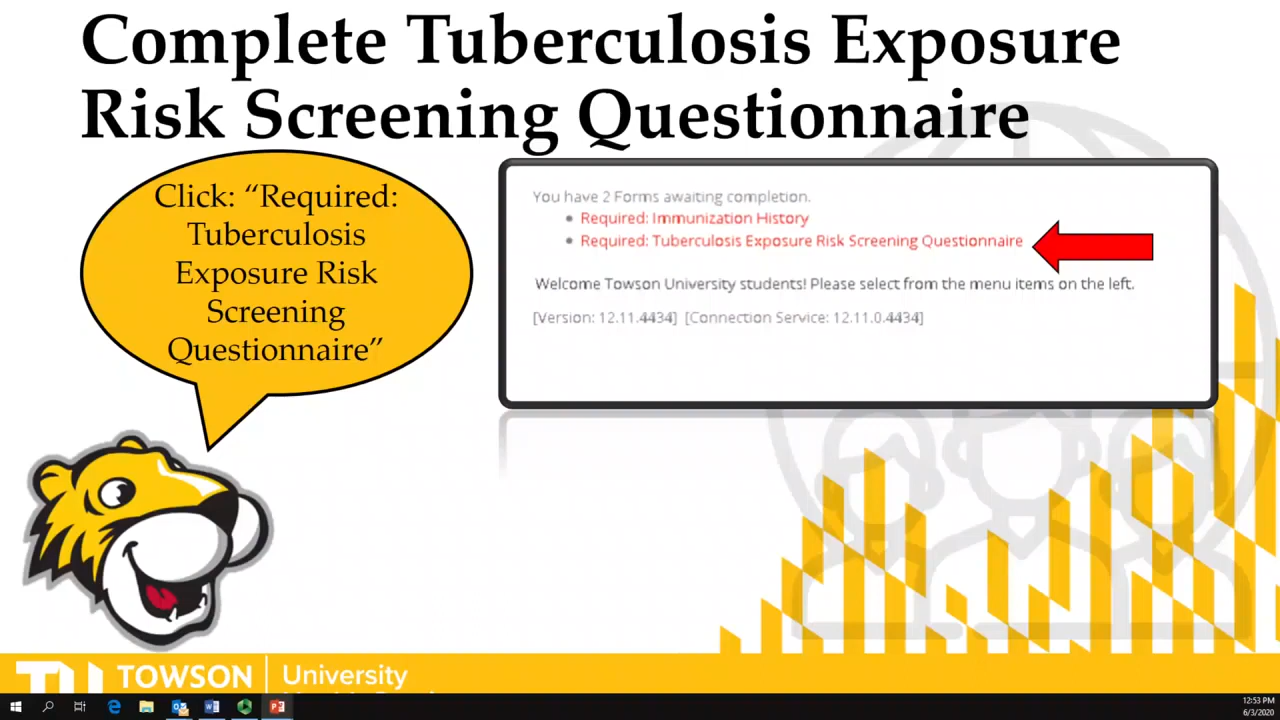 Complete Tuberculosis Exposure
Risk Screening Questionnaire
Click: “Required:
Tuberculosis
Exposure Risk
Screening
Questionnaire”
You have 2 Forms awaiting completion.
Required: Immunization History
Required: Tuberculosis Exposure Risk Screening Questionnaire
Welcome Towson University students! Please select from the menu items on the left.
[Version: 12.11.4434] [Connection Service: 12.11.0.4434]
TU TOWSON University
12:53 PM
6/3/2020